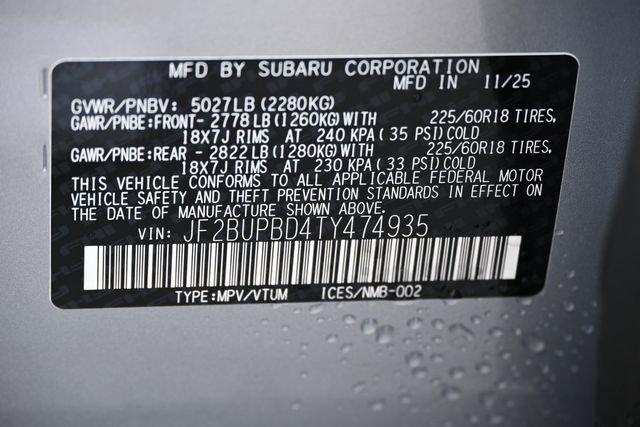 MFD BY SUBARU CORPORATION
MFD IN 11/25
GVWR/PNBV: 5027LB (2280KG)
GAWR/PNBE:FRONT- 2778LB (1260KG) WITH 225/60R18 TIRES,
18X7J RIMS AT 240 KPA ( 35 PSI) COLD
GAWR/PNBE:REAR - 2822LB (1280KG) WITH 225/60R18 TIRES,
18X7J RIMS AT 230 KPA ( 33 PSI) COLD
THIS VEHICLE CONFORMS TO ALL APPLICABLE FEDERAL MOTOR
VEHICLE SAFETY AND THEFT PREVENTION STANDARDS IN EFFECT ON
THE DATE OF MANUFACTURE SHOWN ABOVE.
VIN: JF2BUPBD4TY474935
TYPE:MPV/VTUM ICES/NMB-002